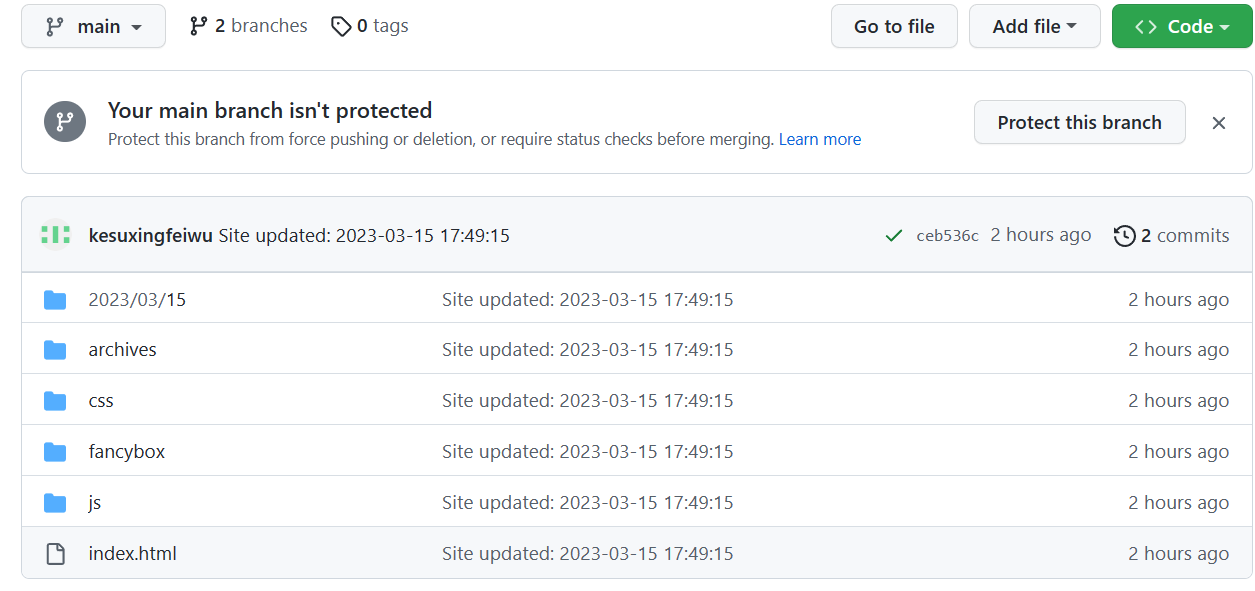 main 2 branches 0 tags Go to file Add file Code
Your main branch isn't protected
Protect this branch from force pushing or deletion, or require status checks before merging. Learn more
Protect this branch
kesuxingfeiwu Site updated: 2023-03-15 17:49:15 ceb536c 2 hours ago 2 commits
2023/03/15 Site updated: 2023-03-15 17:49:15 2 hours ago
archives Site updated: 2023-03-15 17:49:15 2 hours ago
css Site updated: 2023-03-15 17:49:15 2 hours ago
fancybox Site updated: 2023-03-15 17:49:15 2 hours ago
js Site updated: 2023-03-15 17:49:15 2 hours ago
index.html Site updated: 2023-03-15 17:49:15 2 hours ago